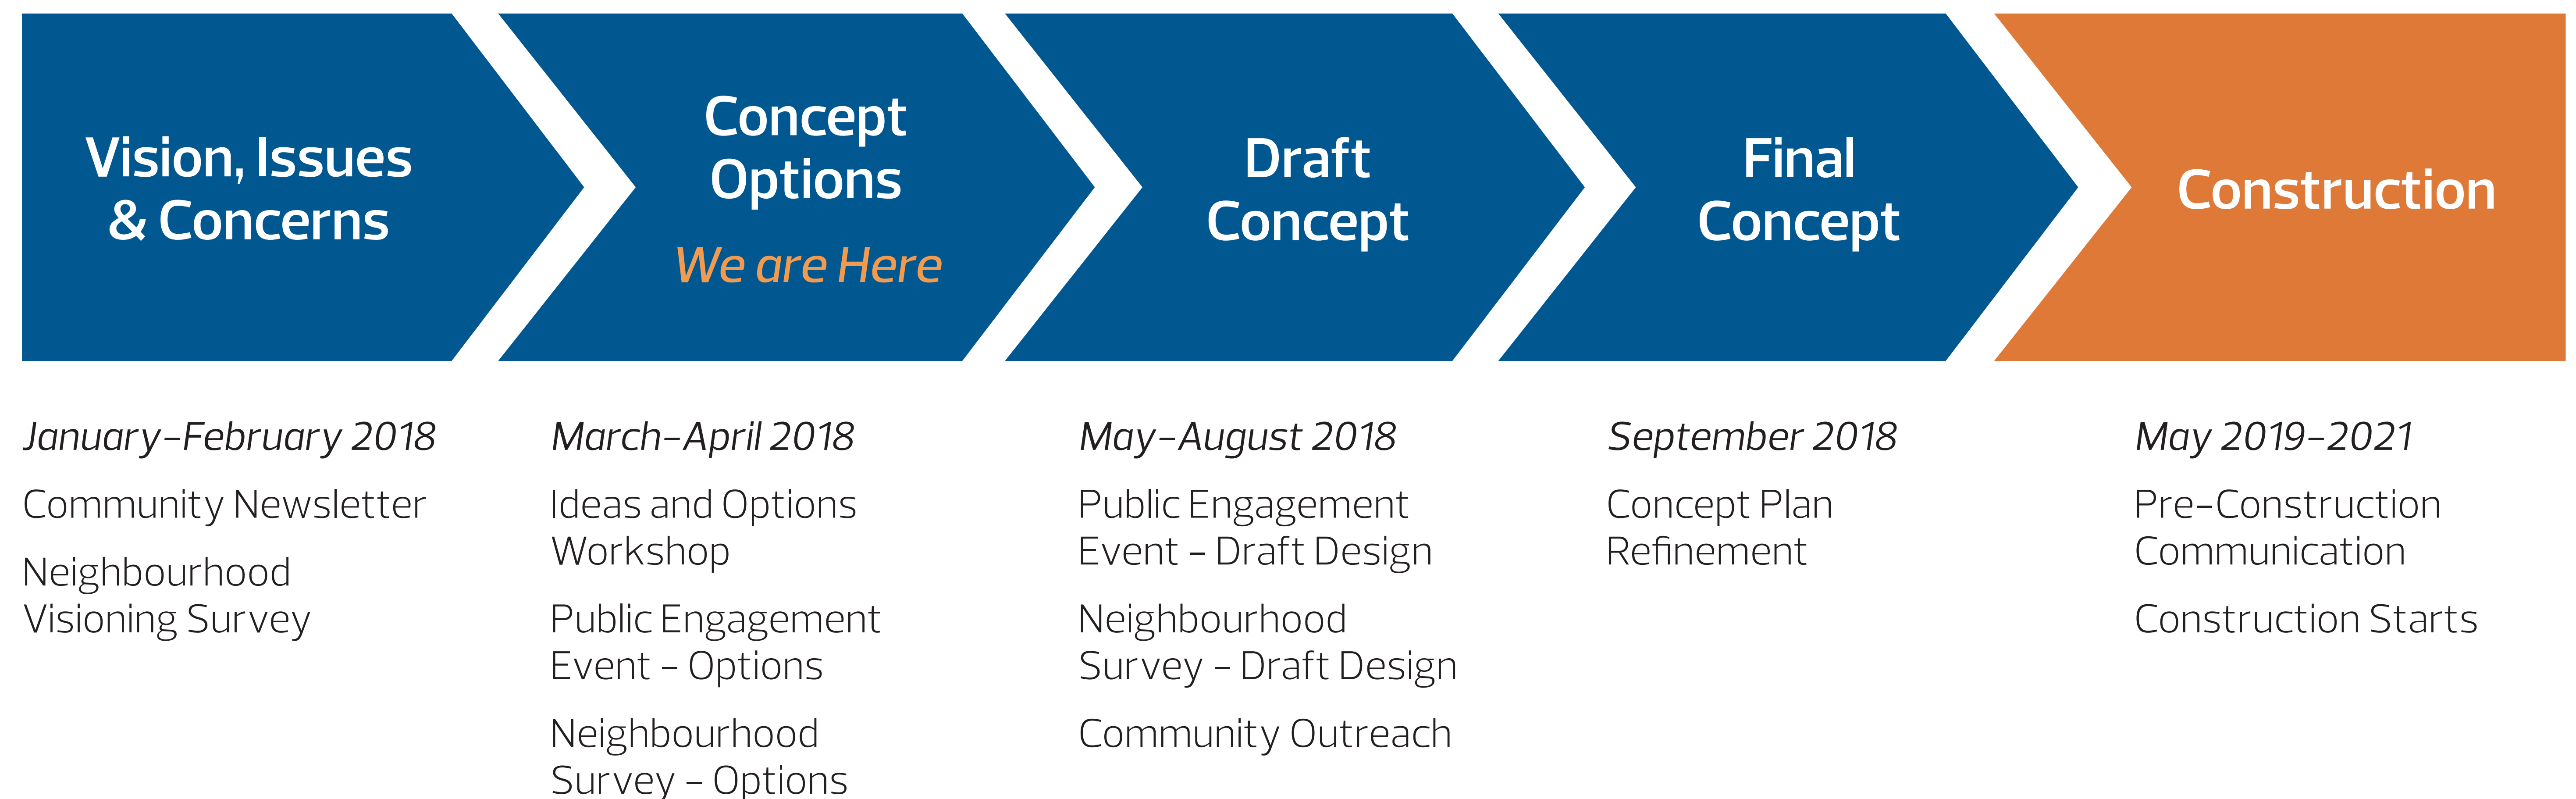 Vision, Issues
& Concerns
Concept
Options
We are Here
Draft
Concept
Final
Concept
Construction
January–February 2018
Community Newsletter
Neighbourhood
Visioning Survey
March–April 2018
Ideas and Options
Workshop
Public Engagement
Event – Options
Neighbourhood
Survey – Options
May–August 2018
Public Engagement
Event – Draft Design
Neighbourhood
Survey – Draft Design
Community Outreach
September 2018
Concept Plan
Refinement
May 2019–2021
Pre-Construction
Communication
Construction Starts